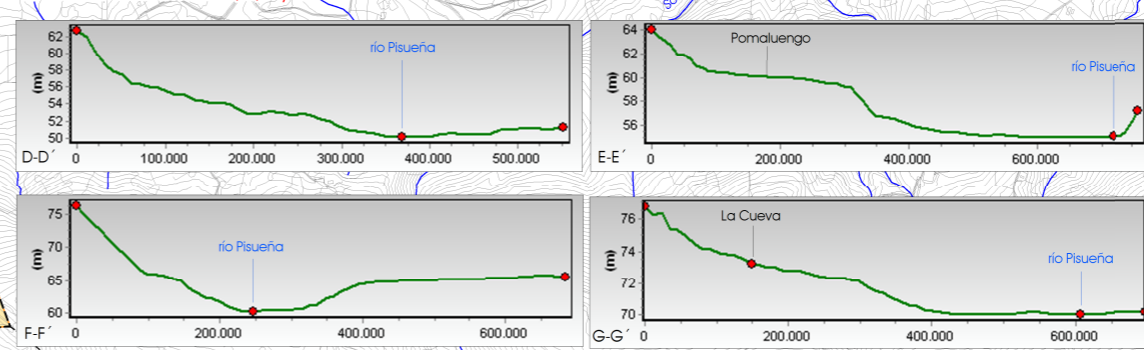 62
60
58
56
54
52
50
(m)
río Pisueña
0
100.000
200.000
300.000
400.000
500.000
D-D´
64
62
60
58
56
(m)
Pomaluengo
río Pisueña
0
200.000
400.000
600.000
E-E´
75
70
65
60
(m)
río Pisueña
0
200.000
400.000
600.000
F-F´
76
74
72
70
(m)
La Cueva
río Pisueña
0
200.000
400.000
600.000
G-G´